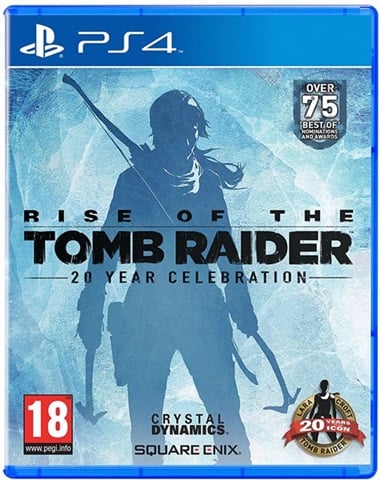 PS4
OVER
75
BEST OF
NOMINATIONS
AND AWARDS
RISE OF THE
TOMB RAIDER
20 YEAR CELEBRATION
18
www.pegi.info
CRYSTAL
DYNAMICS.
SQUARE ENIX.
LARA CROFT
20 YEARS ICON
TOMB RAIDER